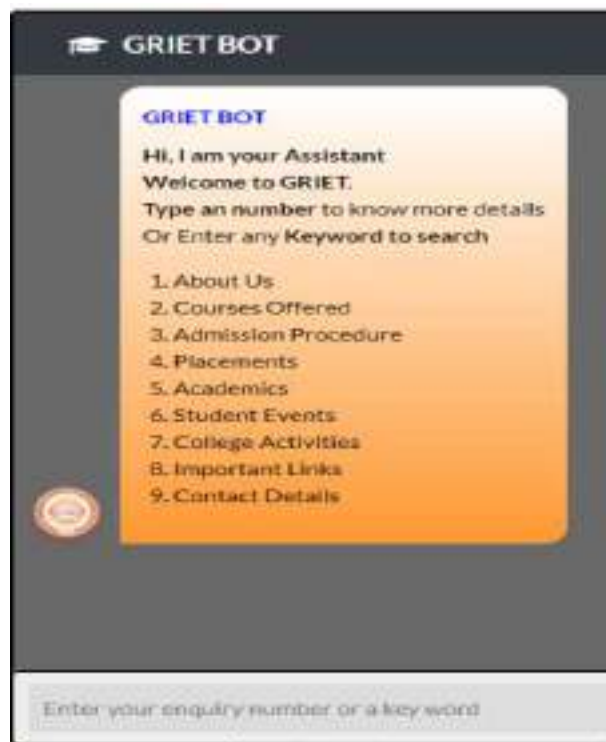 GRIET BOT
GRIET BOT
Hi, I am your Assistant
Welcome to GRIET.
Type an number to know more details
Or Enter any Keyword to search
1. About Us
2. Courses Offered
3. Admission Procedure
4. Placements
5. Academics
6. Student Events
7. College Activities
8. Important Links
9. Contact Details
Enter your enquiry number or a key word